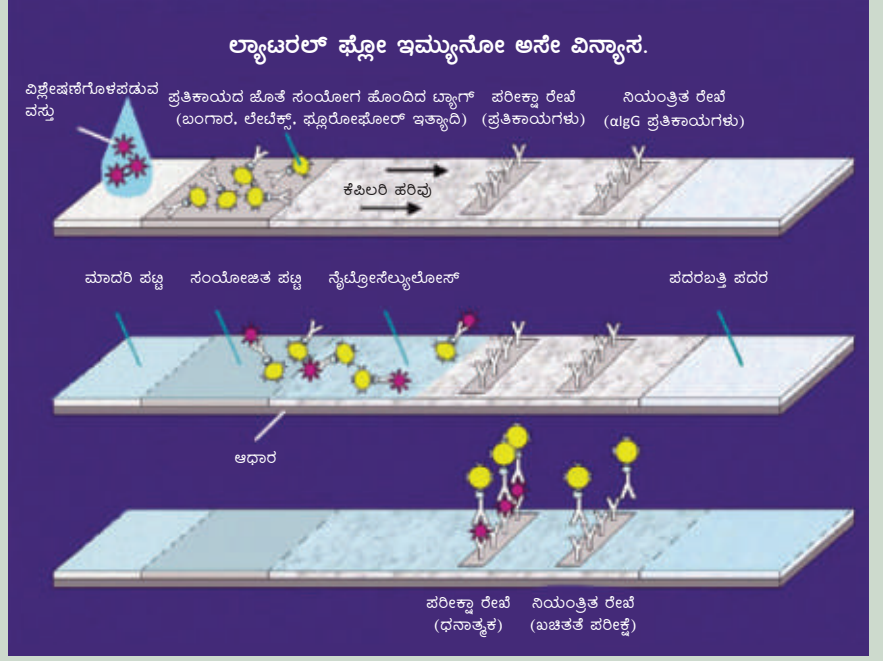 ಲ್ಯಾಟರಲ್ ಫ್ಲೋ ಇಮ್ಯುನೋ ಅಸೇ ವಿನ್ಯಾಸ.
ವಿಶ್ಲೇಷಣೆಗೊಳಪಡುವ
ವಸ್ತು
ಪ್ರತಿಕಾಯದ ಜೊತೆ ಸಂಯೋಗ ಹೊಂದಿದ ಟ್ಯಾಗ್
(ಬಂಗಾರ, ಲೇಟೆಕ್ಸ್, ಫ್ಲೂರೋಫೋರ್ ಇತ್ಯಾದಿ)
ಪರೀಕ್ಷಾ ರೇಖೆ
(ಪ್ರತಿಕಾಯಗಳು)
ನಿಯಂತ್ರಿತ ರೇಖೆ
(αIgG ಪ್ರತಿಕಾಯಗಳು)
ಕೆಪಿಲರಿ ಹರಿವು
ಮಾದರಿ ಪಟ್ಟಿ
ಸಂಯೋಜಿತ ಪಟ್ಟಿ
ನೈಟ್ರೋಸೆಲ್ಯುಲೋಸ್
ಪದರಬತ್ತಿ ಪದರ
ಆಧಾರ
ಪರೀಕ್ಷಾ ರೇಖೆ
(ಧನಾತ್ಮಕ)
ನಿಯಂತ್ರಿತ ರೇಖೆ
(ಖಚಿತತೆ ಪರೀಕ್ಷೆ)